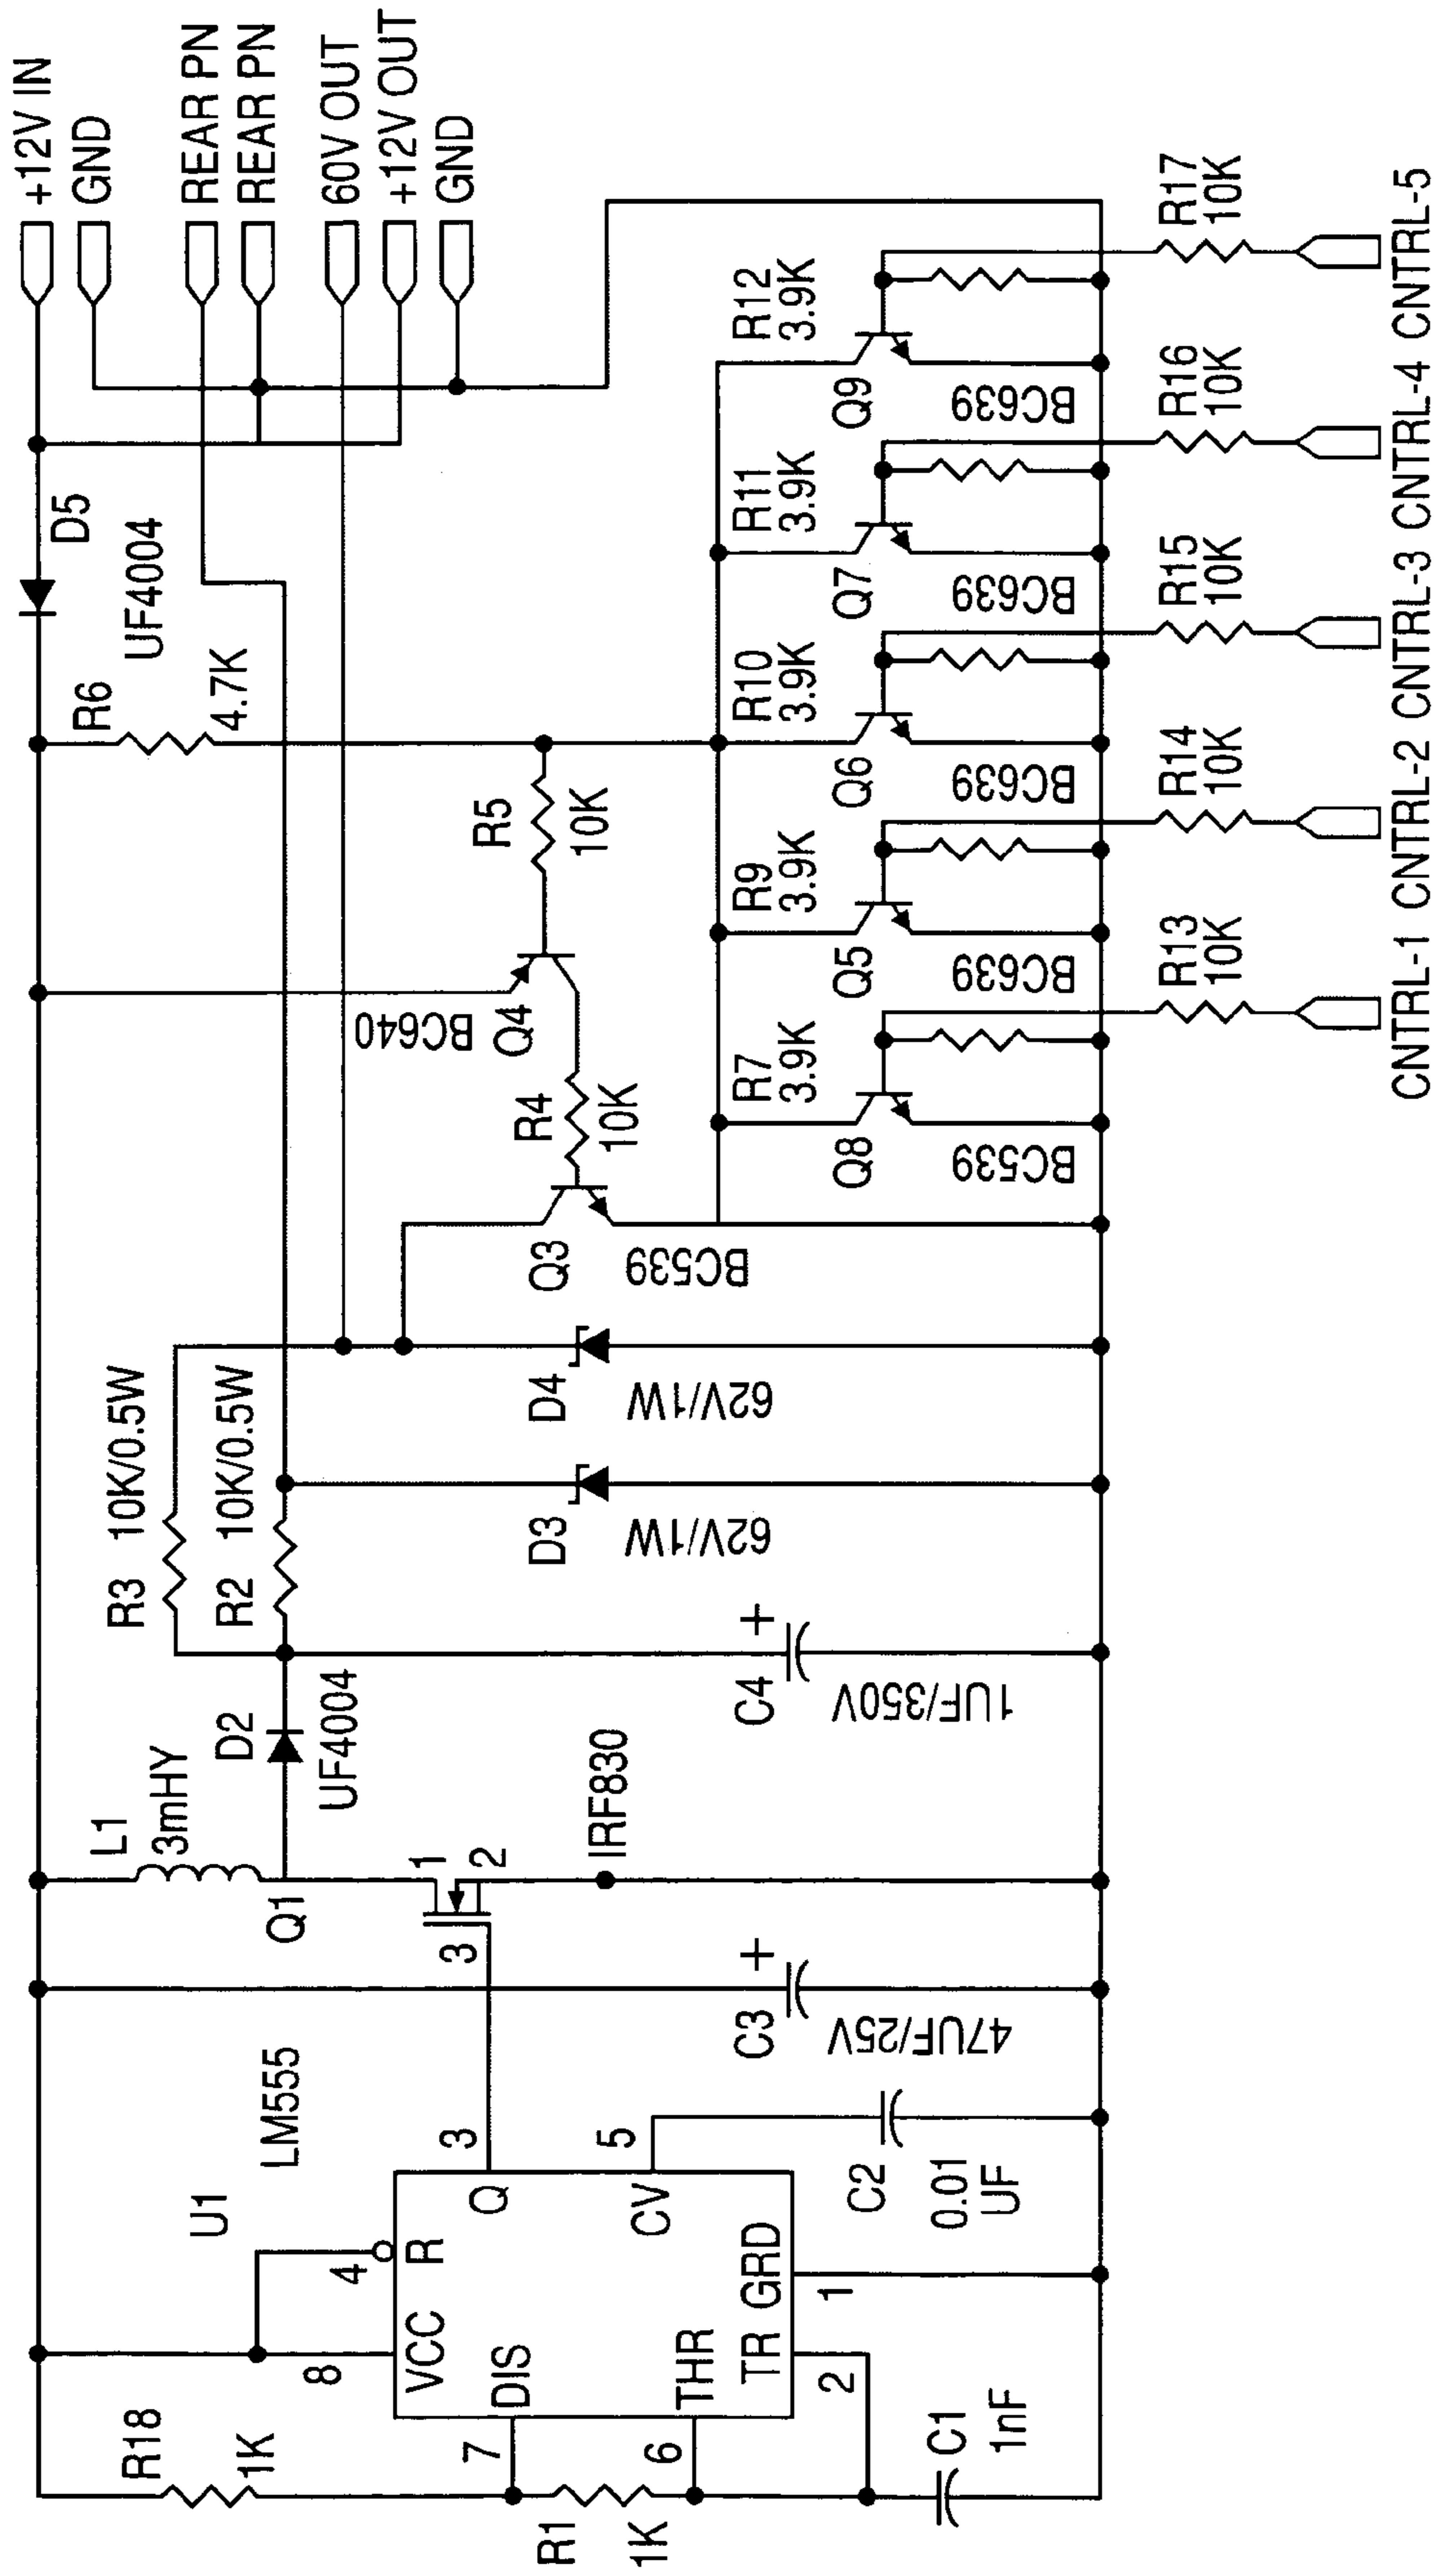 +12V IN
GND
REAR PN
REAR PN
60V OUT
+12V OUT
GND
D5
UF4004
R6
4.7K
R5
10K
Q4
BC640
R4
10K
Q3
BC539
R3 10K/0.5W
R2 10K/0.5W
D4
62V/1W
D3
62V/1W
D2
UF4004
C4
+
1UF/350V
L1
3mHY
Q1
1
2
3
IRF830
C3
+
47UF/25V
U1
LM555
3
Q
5
CV
4
R
8
VCC
7
DIS
6
THR
2
TR
1
GRD
C2
0.01
UF
R18
1K
R1
1K
C1
1nF
R7
3.9K
Q8
BC539
R9
3.9K
Q5
BC639
R10
3.9K
Q6
BC639
R11
3.9K
Q7
BC639
R12
3.9K
Q9
BC639
R13
10K
R14
10K
R15
10K
R16
10K
R17
10K
CNTRL-1 CNTRL-2 CNTRL-3 CNTRL-4 CNTRL-5